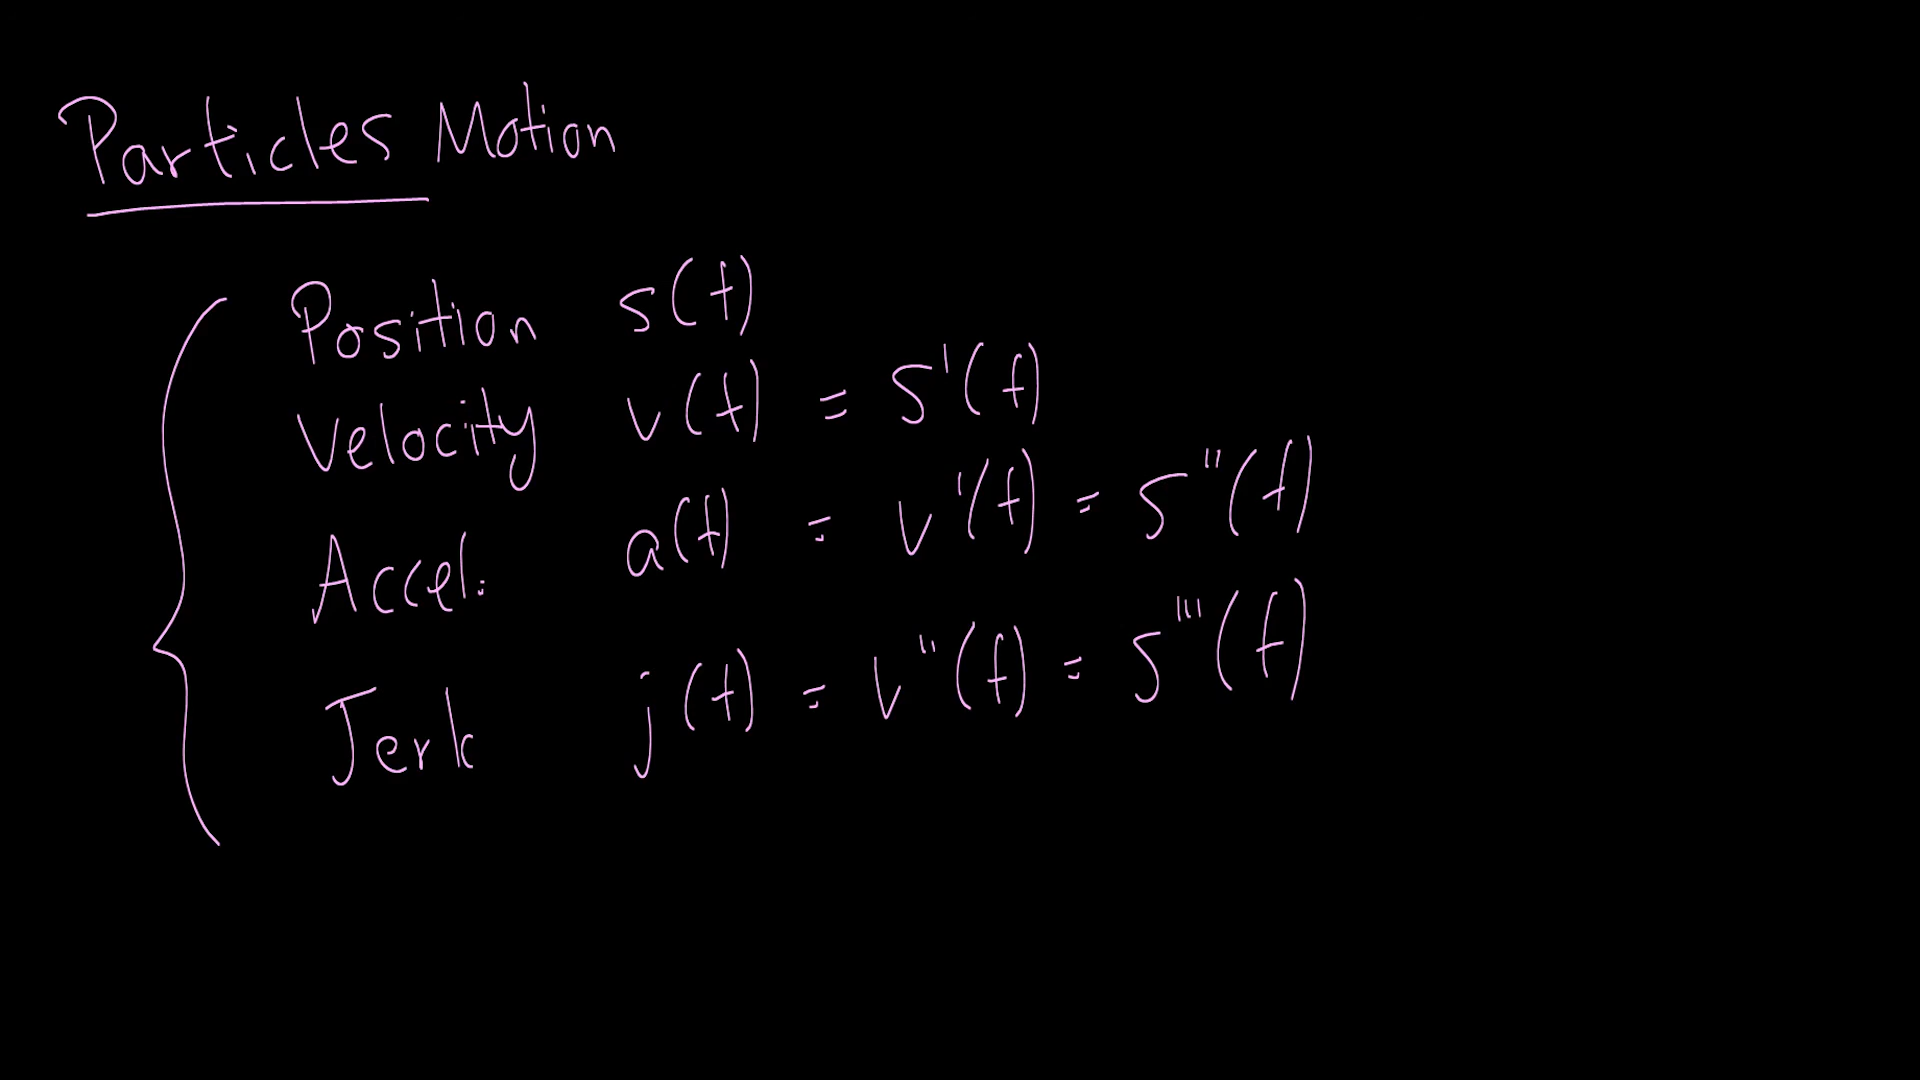 Particles Motion
Position s(t)
Velocity v(t) = s'(t)
Accel. a(t) = v'(t) = s''(t)
Jerk j(t) = v''(t) = s'''(t)